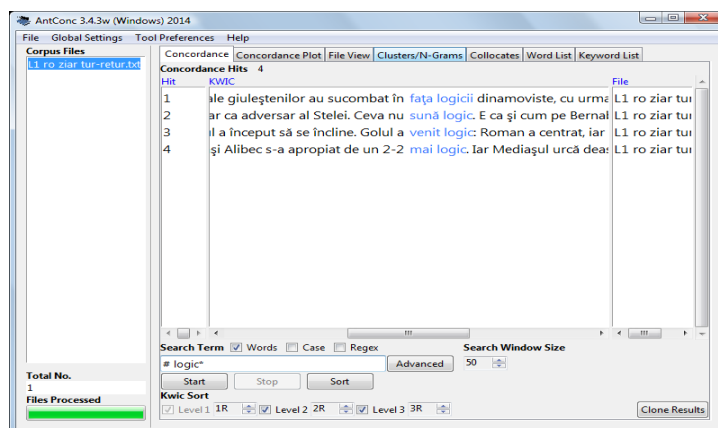 AntConc 3.4.3w (Windows) 2014
File Global Settings Tool Preferences Help
Corpus Files
L1 ro ziar tur-retur.txt
Concordance Concordance Plot File View Clusters/N-Grams Collocates Word List Keyword List
Concordance Hits 4
Hit KWIC File
1 ale giuleştenilor au sucombat în faţa logicii dinamoviste, cu urma L1 ro ziar tur
2 ar ca adversar al Stelei. Ceva nu sună logic. E ca şi cum pe Bernal L1 ro ziar tur
3 ul a început să se încline. Golul a venit logic: Roman a centrat, iar L1 ro ziar tur
4 şi Alibec s-a apropiat de un 2-2 mai logic. Iar Mediaşul urcă deas L1 ro ziar tur
Search Term Words Case Regex Search Window Size
# logic* Advanced 50
Start Stop Sort
Total No.
1
Files Processed
Kwic Sort
Level 1 1R Level 2 2R Level 3 3R Clone Results